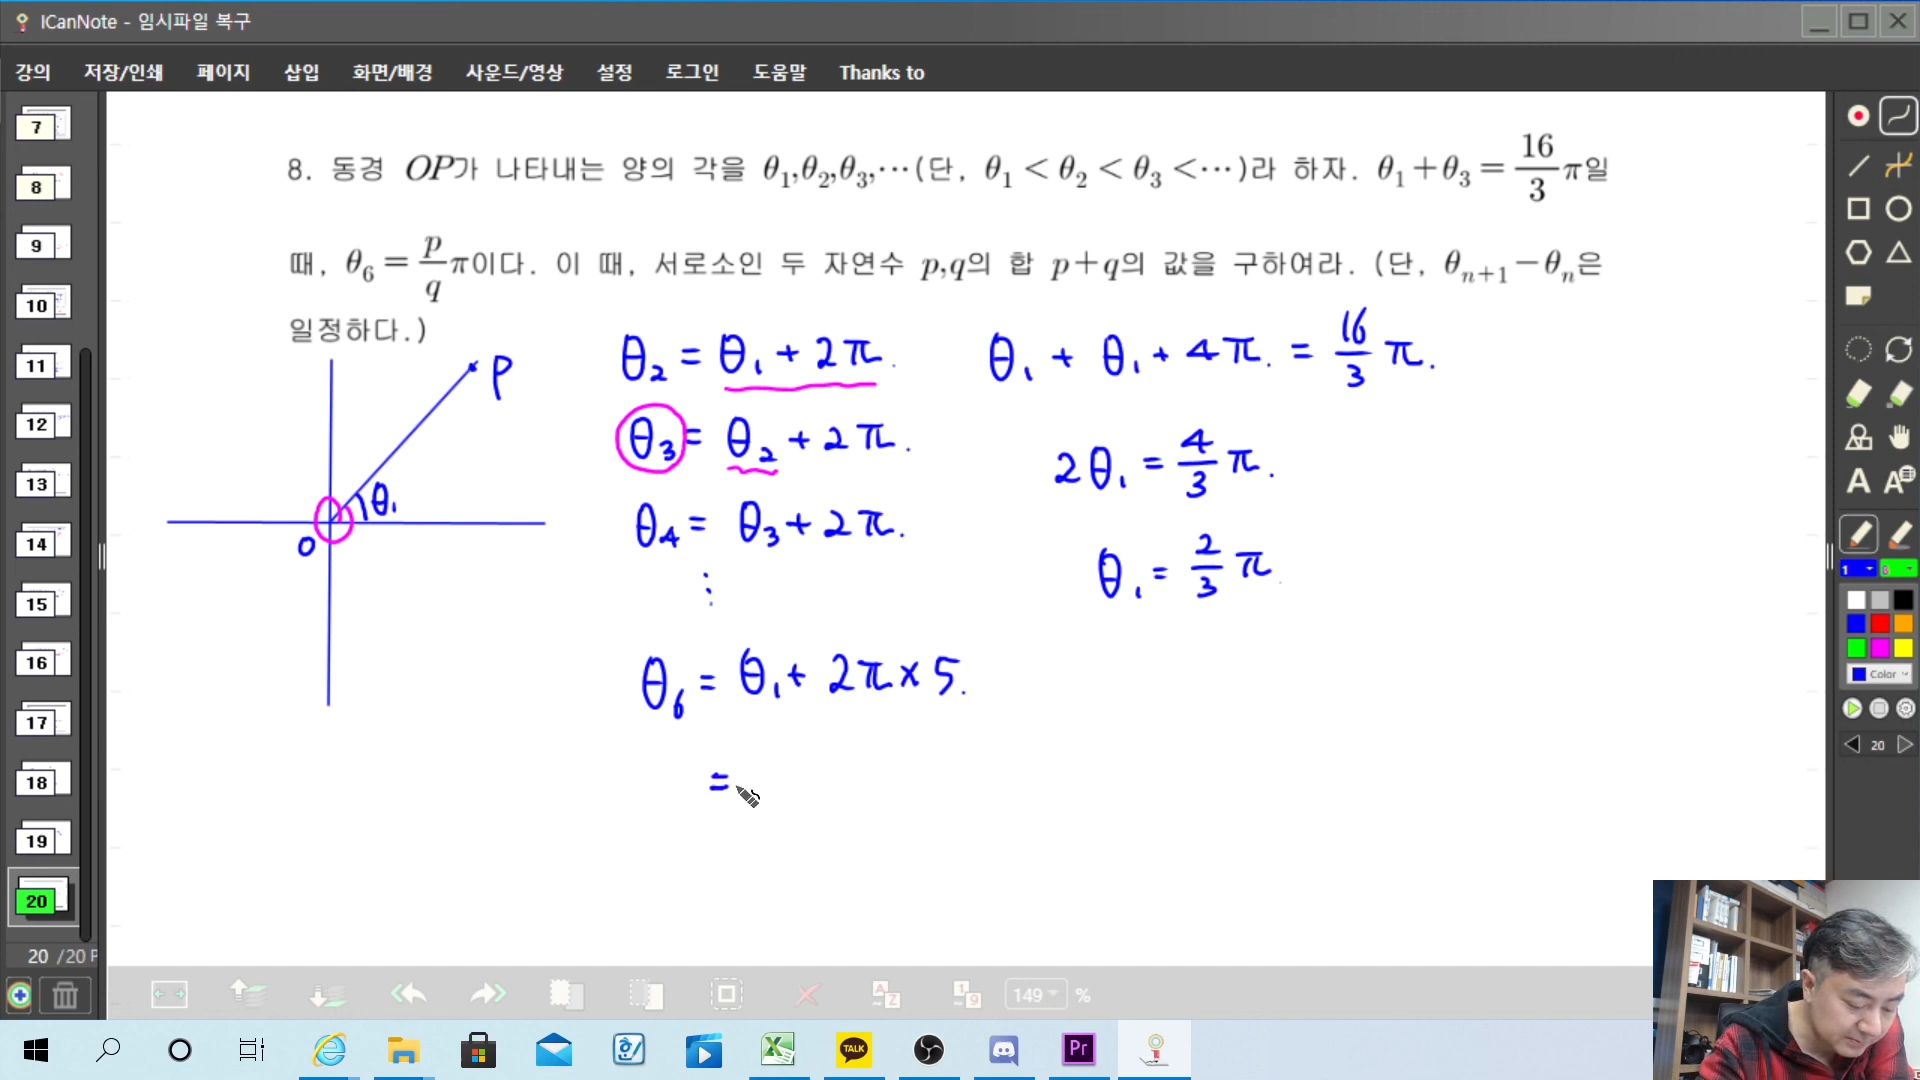 ICanNote - 임시파일 복구
강의 저장/인쇄 페이지 삽입 화면/배경 사운드/영상 설정 로그인 도움말 Thanks to
7
8
9
10
11
12
13
14
15
16
17
18
19
20
20 /20 P
8. 동경 OP가 나타내는 양의 각을 θ₁,θ₂,θ₃,⋯(단, θ₁<θ₂<θ₃<⋯)라 하자. θ₁+θ₃=16/3π일
때, θ₆=p/qπ이다. 이 때, 서로소인 두 자연수 p,q의 합 p+q의 값을 구하여라. (단, θₙ₊₁-θₙ은
일정하다.)
P
θ₁
O
θ₂ = θ₁ + 2π.
θ₃ = θ₂ + 2π.
θ₄ = θ₃ + 2π.
⋮
θ₆ = θ₁ + 2π × 5.
=
θ₁ + θ₁ + 4π. = 16/3 π.
2θ₁ = 4/3 π.
θ₁ = 2/3 π
A A
1
Color
20
149 %
TALK
Pr